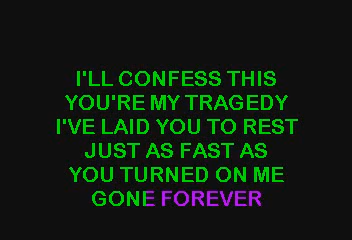 I'LL CONFESS THIS
YOU'RE MY TRAGEDY
I'VE LAID YOU TO REST
JUST AS FAST AS
YOU TURNED ON ME
GONE FOREVER